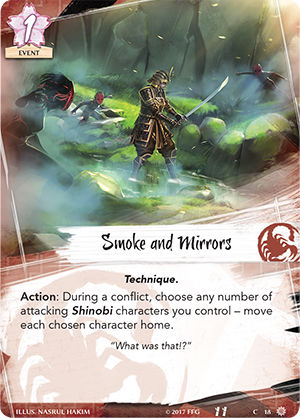 1
EVENT
Smoke and Mirrors
Technique.
Action: During a conflict, choose any number of
attacking Shinobi characters you control – move
each chosen character home.
"What was that!?"
ILLUS. NASRUL HAKIM
© 2017 FFG
11
C 18